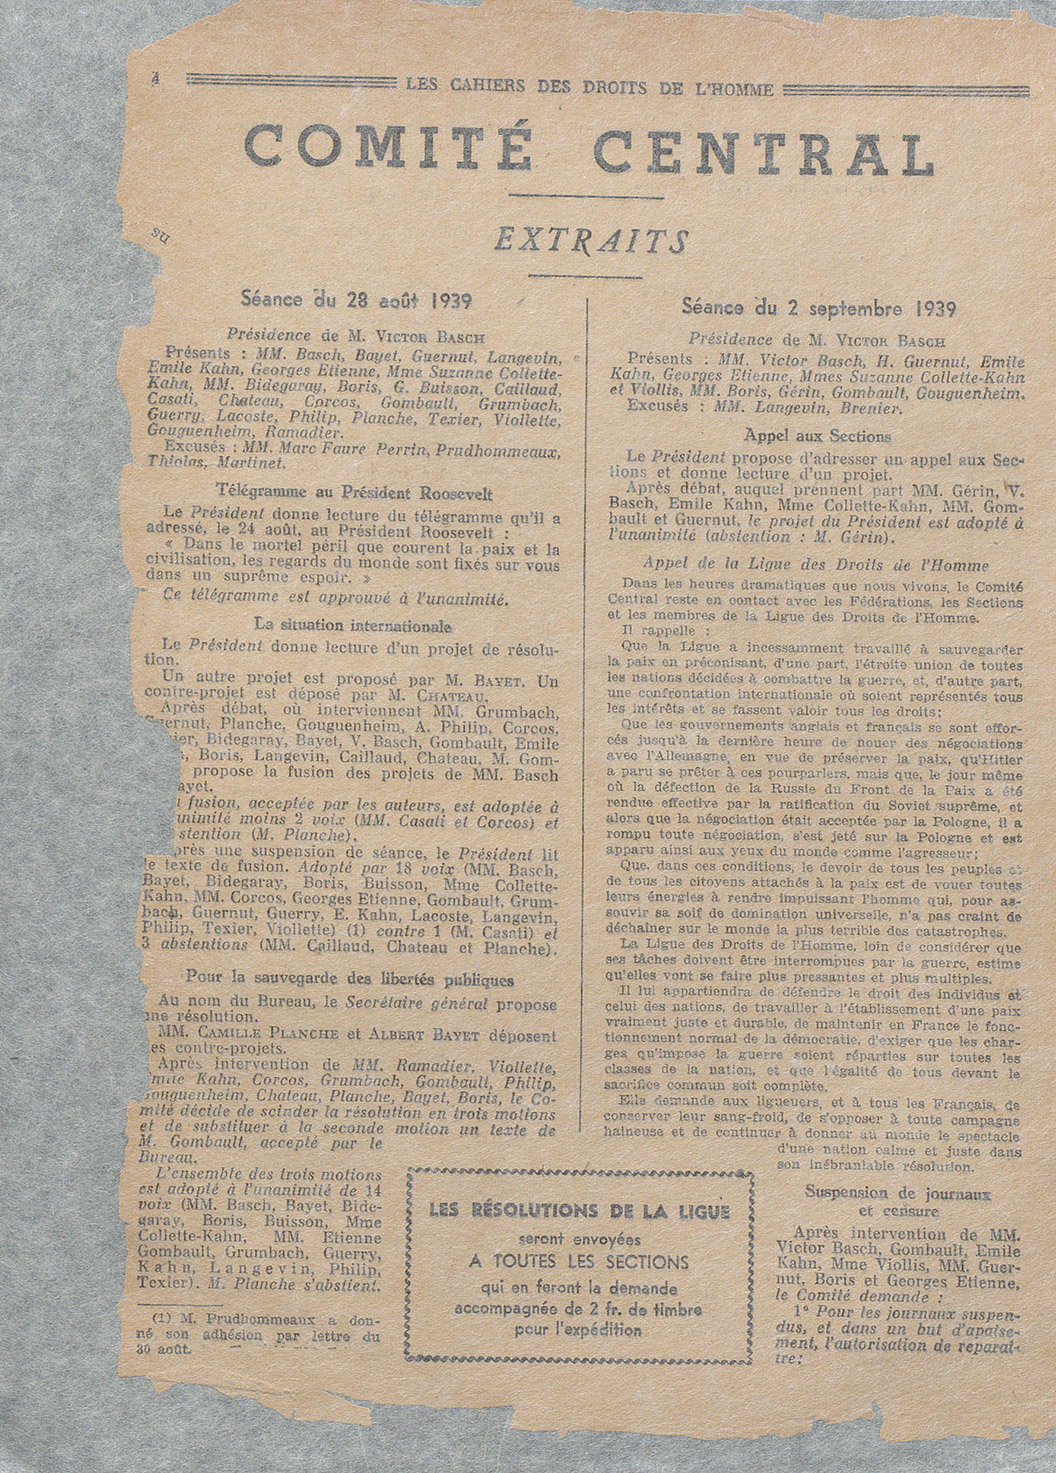 4
LES CAHIERS DES DROITS DE L'HOMME
COMITÉ CENTRAL
EXTRAITS
ns
Séance du 28 août 1939
Présidence de M. VICTOR BASCH
Présents : MM. Basch, Bayet, Guernut, Langevin,
Emile Kahn, Georges Etienne, Mme Suzanne Collette-
Kahn, MM. Bidegaray, Boris, G. Buisson, Caillaud,
Casati, Chateau, Corcos, Gombault, Grumbach,
Guerry, Lacoste, Philip, Planche, Texier, Viollette,
Gouguenheim, Ramadier.
Excusés : MM. Marc Faure Perrin, Prudhommeaux,
Thiolas, Martinet.
Télégramme au Président Roosevelt
Le Président donne lecture du télégramme qu'il a
adressé, le 24 août, au Président Roosevelt :
« Dans le mortel péril que courent la paix et la
civilisation, les regards du monde sont fixés sur vous
dans un suprême espoir. »
Ce télégramme est approuvé à l'unanimité.
La situation internationale
Le Président donne lecture d'un projet de résolu-
tion.
Un autre projet est proposé par M. BAYET. Un
contre-projet est déposé par M. CHATEAU.
Après débat, où interviennent MM. Grumbach,
Guernut, Planche, Gouguenheim, A. Philip, Corcos,
ier, Bidegaray, Bayet, V. Basch, Gombault, Emile
, Boris, Langevin, Caillaud, Chateau, M. Gom-
propose la fusion des projets de MM. Basch
ayet.
fusion, acceptée par les auteurs, est adoptée à
unimité moins 2 voix (MM. Casati et Corcos) et
stention (M. Planche).
près une suspension de séance, le Président lit
le texte de fusion. Adopté par 18 voix (MM. Basch,
Bayet, Bidegaray, Boris, Buisson, Mme Collette-
Kahn, MM. Corcos, Georges Etienne, Gombault, Grum-
bach, Guernut, Guerry, E. Kahn, Lacoste, Langevin,
Philip, Texier, Viollette) (1) contre 1 (M. Casati) et
3 abstentions (MM. Caillaud, Chateau et Planche).
Pour la sauvegarde des libertés publiques
Au nom du Bureau, le Secrétaire général propose
une résolution.
MM. CAMILLE PLANCHE et ALBERT BAYET déposent
es contre-projets.
Après intervention de MM. Ramadier, Viollette,
Emile Kahn, Corcos, Grumbach, Gombault, Philip,
Gouguenheim, Chateau, Planche, Bayet, Boris, le Co-
mité décide de scinder la résolution en trois motions
et de substituer à la seconde motion un texte de
M. Gombault, accepté par le
Bureau.
L'ensemble des trois motions
est adopté à l'unanimité de 14
voix (MM. Basch, Bayet, Bide-
garay, Boris, Buisson, Mme
Collette-Kahn, MM. Etienne
Gombault, Grumbach, Guerry,
Kahn, Langevin, Philip,
Texier). M. Planche s'abstient.
(1) M. Prudhommeaux a don-
né son adhésion par lettre du
30 août.
LES RÉSOLUTIONS DE LA LIGUE
seront envoyées
A TOUTES LES SECTIONS
qui en feront la demande
accompagnée de 2 fr. de timbre
pour l'expédition
Séance du 2 septembre 1939
Présidence de M. VICTOR BASCH
Présents : MM. Victor Basch, H. Guernut, Emile
Kahn, Georges Etienne, Mmes Suzanne Collette-Kahn
et Viollis, MM. Boris, Gérin, Gombault, Gouguenheim.
Excusés : MM. Langevin, Brenier.
Appel aux Sections
Le Président propose d'adresser un appel aux Sec-
tions et donne lecture d'un projet.
Après débat, auquel prennent part MM. Gérin, V.
Basch, Emile Kahn, Mme Collette-Kahn, MM. Gom-
bault et Guernut, le projet du Président est adopté à
l'unanimité (abstention : M. Gérin).
Appel de la Ligue des Droits de l'Homme
Dans les heures dramatiques que nous vivons, le Comité
Central reste en contact avec les Fédérations, les Sections
et les membres de la Ligue des Droits de l'Homme.
Il rappelle :
Que la Ligue a incessamment travaillé à sauvegarder
la paix en préconisant, d'une part, l'étroite union de toutes
les nations décidées à combattre la guerre, et, d'autre part,
une confrontation internationale où soient représentés tous
les intérêts et se fassent valoir tous les droits;
Que les gouvernements anglais et français se sont effor-
cés jusqu'à la dernière heure de nouer des négociations
avec l'Allemagne, en vue de préserver la paix, qu'Hitler
a paru se prêter à ces pourparlers, mais que, le jour même
où la défection de la Russie du Front de la Paix a été
rendue effective par la ratification du Soviet suprême, et
alors que la négociation était acceptée par la Pologne, il a
rompu toute négociation, s'est jeté sur la Pologne et est
apparu ainsi aux yeux du monde comme l'agresseur;
Que, dans ces conditions, le devoir de tous les peuples et
de tous les citoyens attachés à la paix est de vouer toutes
leurs énergies à rendre impuissant l'homme qui, pour as-
souvir sa soif de domination universelle, n'a pas craint de
déchaîner sur le monde la plus terrible des catastrophes.
La Ligue des Droits de l'Homme, loin de considérer que
ses tâches doivent être interrompues par la guerre, estime
qu'elles vont se faire plus pressantes et plus multiples.
Il lui appartiendra de défendre le droit des individus et
celui des nations, de travailler à l'établissement d'une paix
vraiment juste et durable, de maintenir en France le fonc-
tionnement normal de la démocratie, d'exiger que les char-
ges qu'impose la guerre soient réparties sur toutes les
classes de la nation, et que l'égalité de tous devant le
sacrifice commun soit complète.
Elle demande aux ligueurs, et à tous les Français, de
conserver leur sang-froid, de s'opposer à toute campagne
haineuse et de continuer à donner au monde le spectacle
d'une nation calme et juste dans
son inébranlable résolution.
Suspension de journaux
et censure
Après intervention de MM.
Victor Basch, Gombault, Emile
Kahn, Mme Viollis, MM. Guer-
nut, Boris et Georges Etienne,
le Comité demande :
1° Pour les journaux suspen-
dus, et dans un but d'apaise-
ment, l'autorisation de reparaî-
tre;